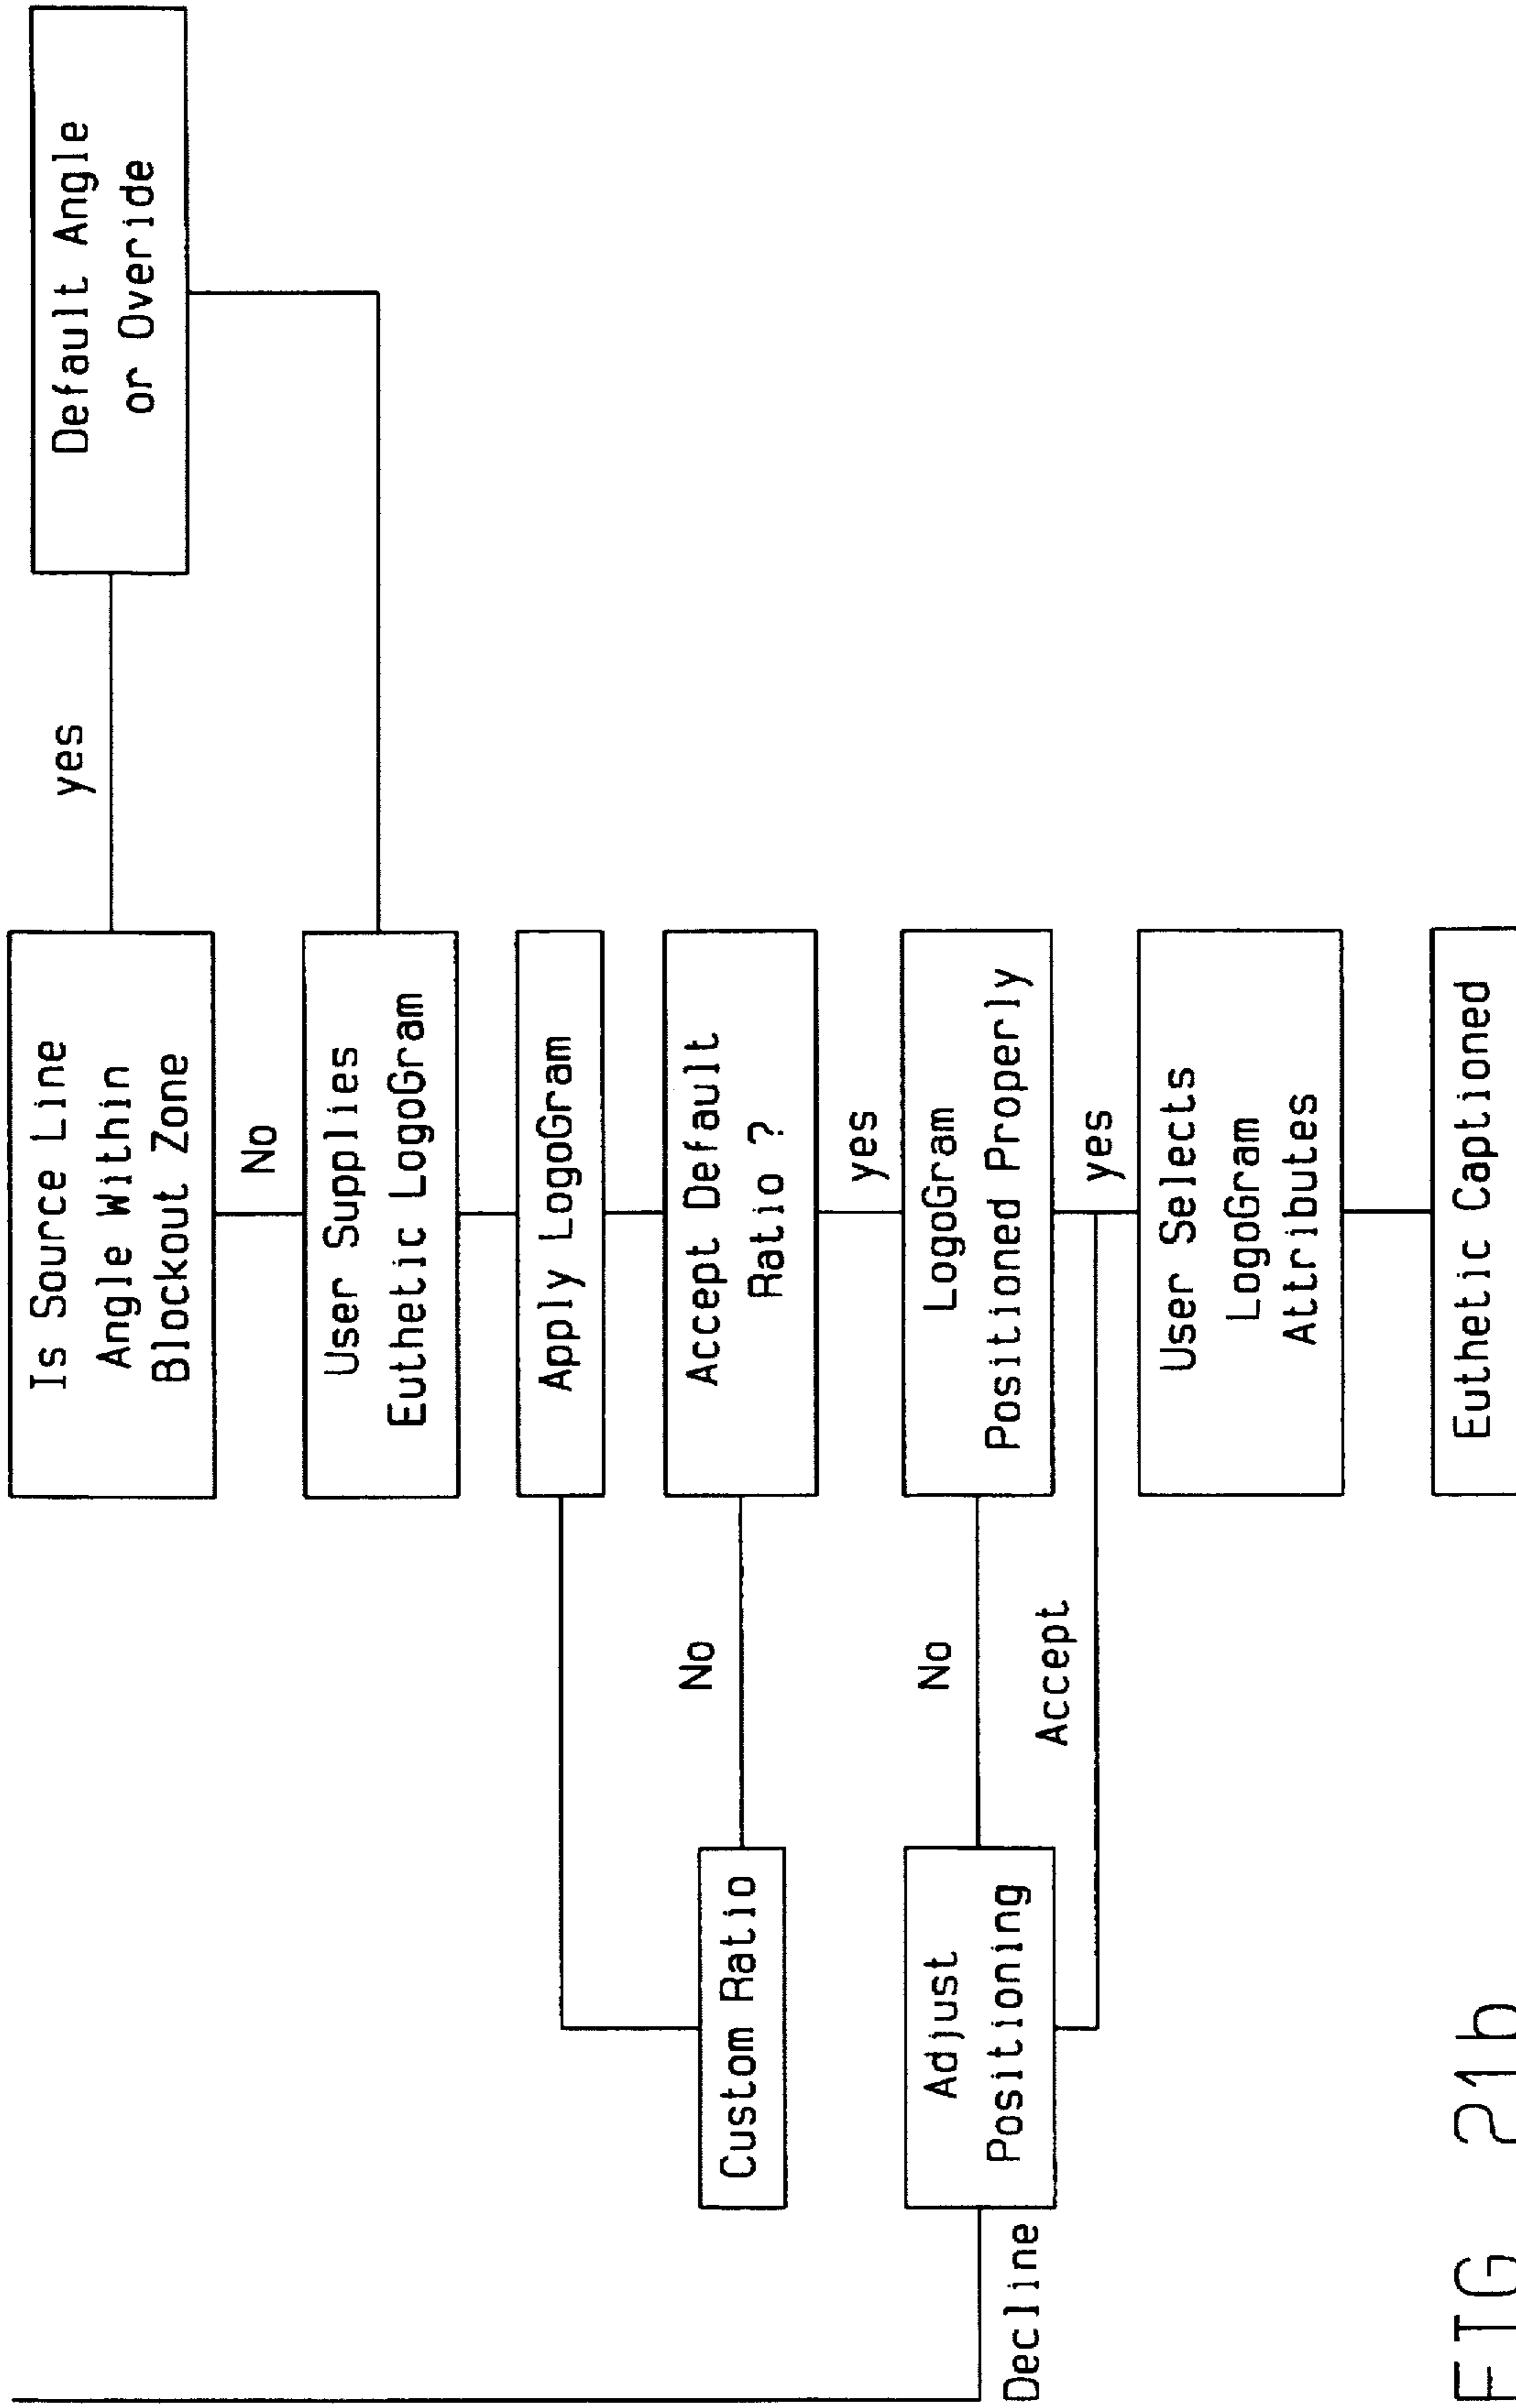 Is Source Line
Angle Within
Blockout Zone
yes
Default Angle
or Overide
No
User Supplies
Euthetic LogoGram
Apply LogoGram
Accept Default
Ratio ?
No
Custom Ratio
yes
LogoGram
Positioned Properly
No
Adjust
Positioning
Decline
Accept
yes
User Selects
LogoGram
Attributes
Euthetic Captioned
FIG 21b